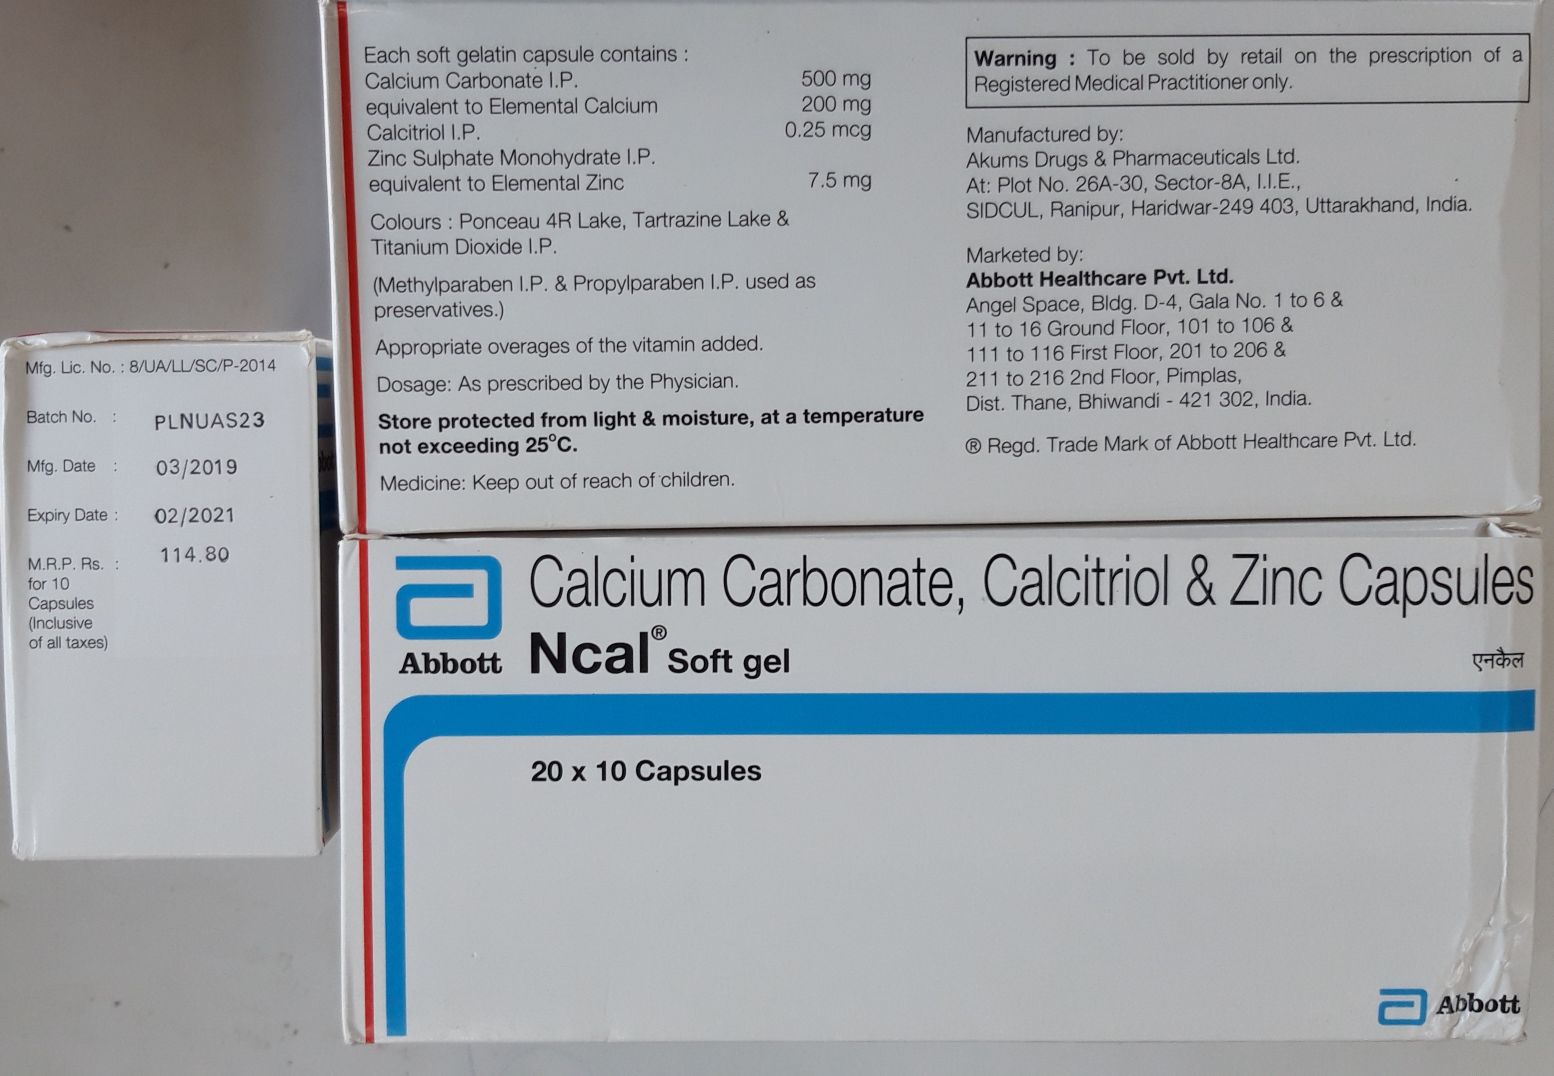 Each soft gelatin capsule contains :
Calcium Carbonate I.P. 500 mg
equivalent to Elemental Calcium 200 mg
Calcitriol I.P. 0.25 mcg
Zinc Sulphate Monohydrate I.P.
equivalent to Elemental Zinc 7.5 mg
Colours : Ponceau 4R Lake, Tartrazine Lake &
Titanium Dioxide I.P.
(Methylparaben I.P. & Propylparaben I.P. used as
preservatives.)
Appropriate overages of the vitamin added.
Dosage: As prescribed by the Physician.
Store protected from light & moisture, at a temperature
not exceeding 25°C.
Medicine: Keep out of reach of children.
Warning : To be sold by retail on the prescription of a
Registered Medical Practitioner only.
Manufactured by:
Akums Drugs & Pharmaceuticals Ltd.
At: Plot No. 26A-30, Sector-8A, I.I.E.,
SIDCUL, Ranipur, Haridwar-249 403, Uttarakhand, India.
Marketed by:
Abbott Healthcare Pvt. Ltd.
Angel Space, Bldg. D-4, Gala No. 1 to 6 &
11 to 16 Ground Floor, 101 to 106 &
111 to 116 First Floor, 201 to 206 &
211 to 216 2nd Floor, Pimplas,
Dist. Thane, Bhiwandi - 421 302, India.
® Regd. Trade Mark of Abbott Healthcare Pvt. Ltd.
Mfg. Lic. No. : 8/UA/LL/SC/P-2014
Batch No. : PLNUAS23
Mfg. Date : 03/2019
Expiry Date : 02/2021
M.R.P. Rs. : 114.80
for 10
Capsules
(Inclusive
of all taxes)
Calcium Carbonate, Calcitriol & Zinc Capsules
Abbott Ncal® Soft gel एनकैल
20 x 10 Capsules
Abbott